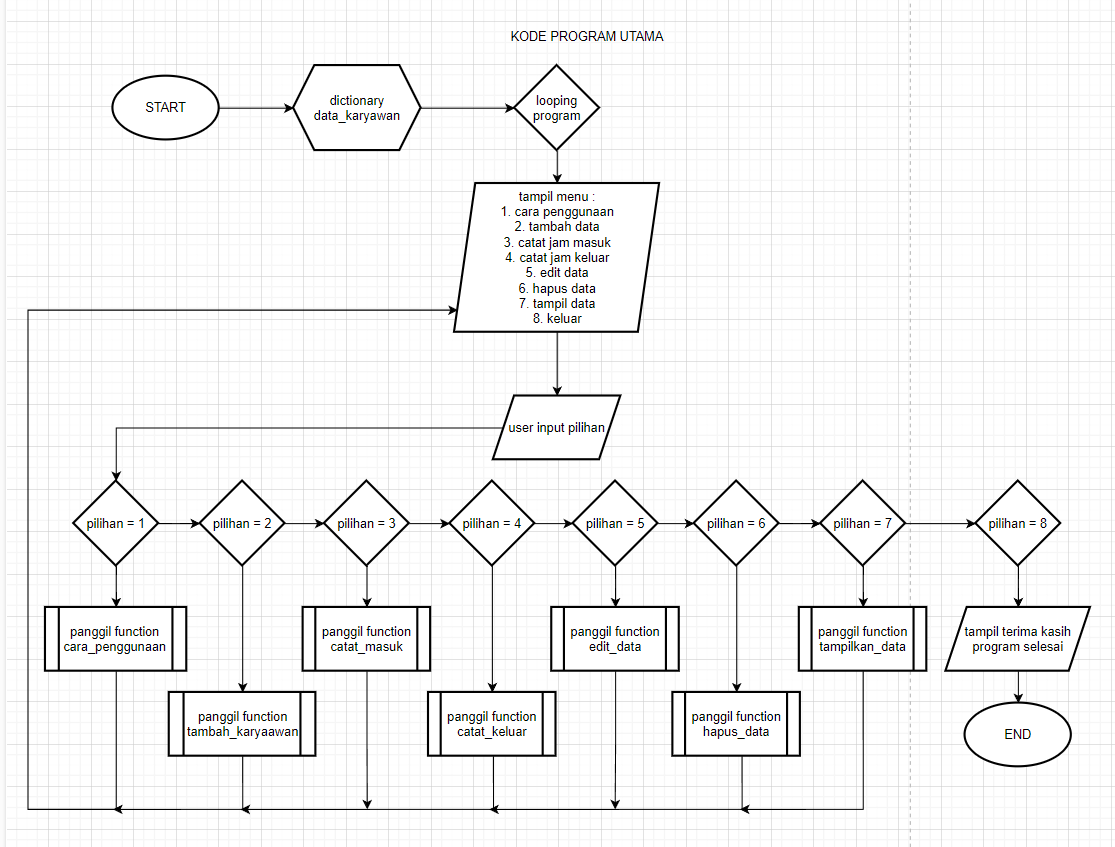 KODE PROGRAM UTAMA
START
dictionary
data_karyawan
looping
program
tampil menu :
1. cara penggunaan
2. tambah data
3. catat jam masuk
4. catat jam keluar
5. edit data
6. hapus data
7. tampil data
8. keluar
user input pilihan
pilihan = 1
pilihan = 2
pilihan = 3
pilihan = 4
pilihan = 5
pilihan = 6
pilihan = 7
pilihan = 8
panggil function
cara_penggunaan
panggil function
catat_masuk
panggil function
edit_data
panggil function
tampilkan_data
tampil terima kasih
program selesai
panggil function
tambah_karyaawan
panggil function
catat_keluar
panggil function
hapus_data
END